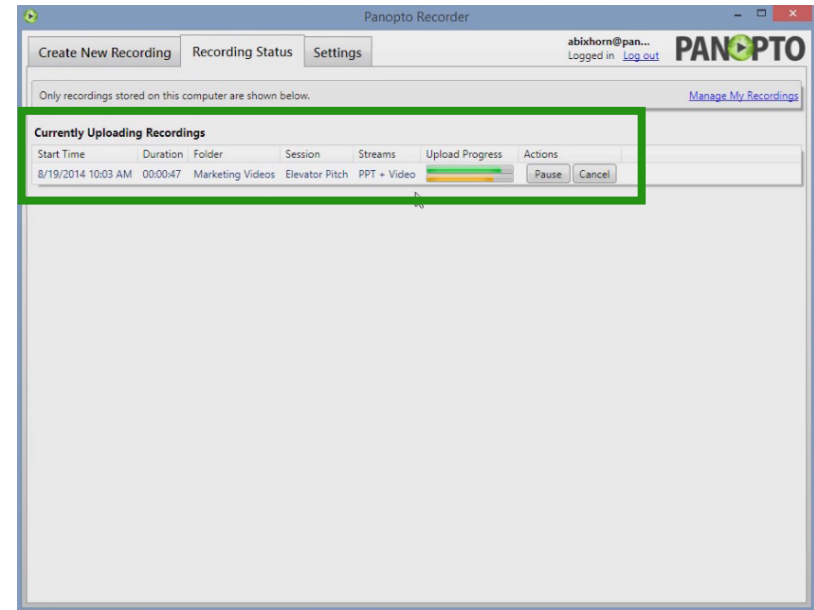 Panopto Recorder
Create New Recording Recording Status Settings
abixhorn@pan...
Logged in Log out
PANOPTO
Only recordings stored on this computer are shown below. Manage My Recordings
Currently Uploading Recordings
Start Time Duration Folder Session Streams Upload Progress Actions
8/19/2014 10:03 AM 00:00:47 Marketing Videos Elevator Pitch PPT + Video Pause Cancel